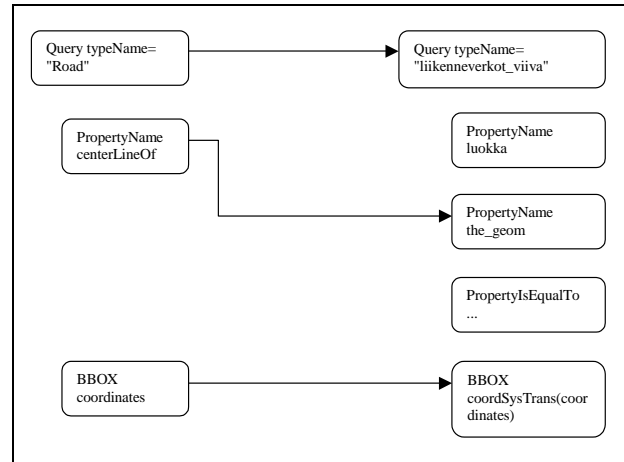 Query typeName=
"Road"
Query typeName=
"liikenneverkot_viiva"
PropertyName
centerLineOf
PropertyName
luokka
PropertyName
the_geom
PropertyIsEqualTo
...
BBOX
coordinates
BBOX
coordSysTrans(coor
dinates)